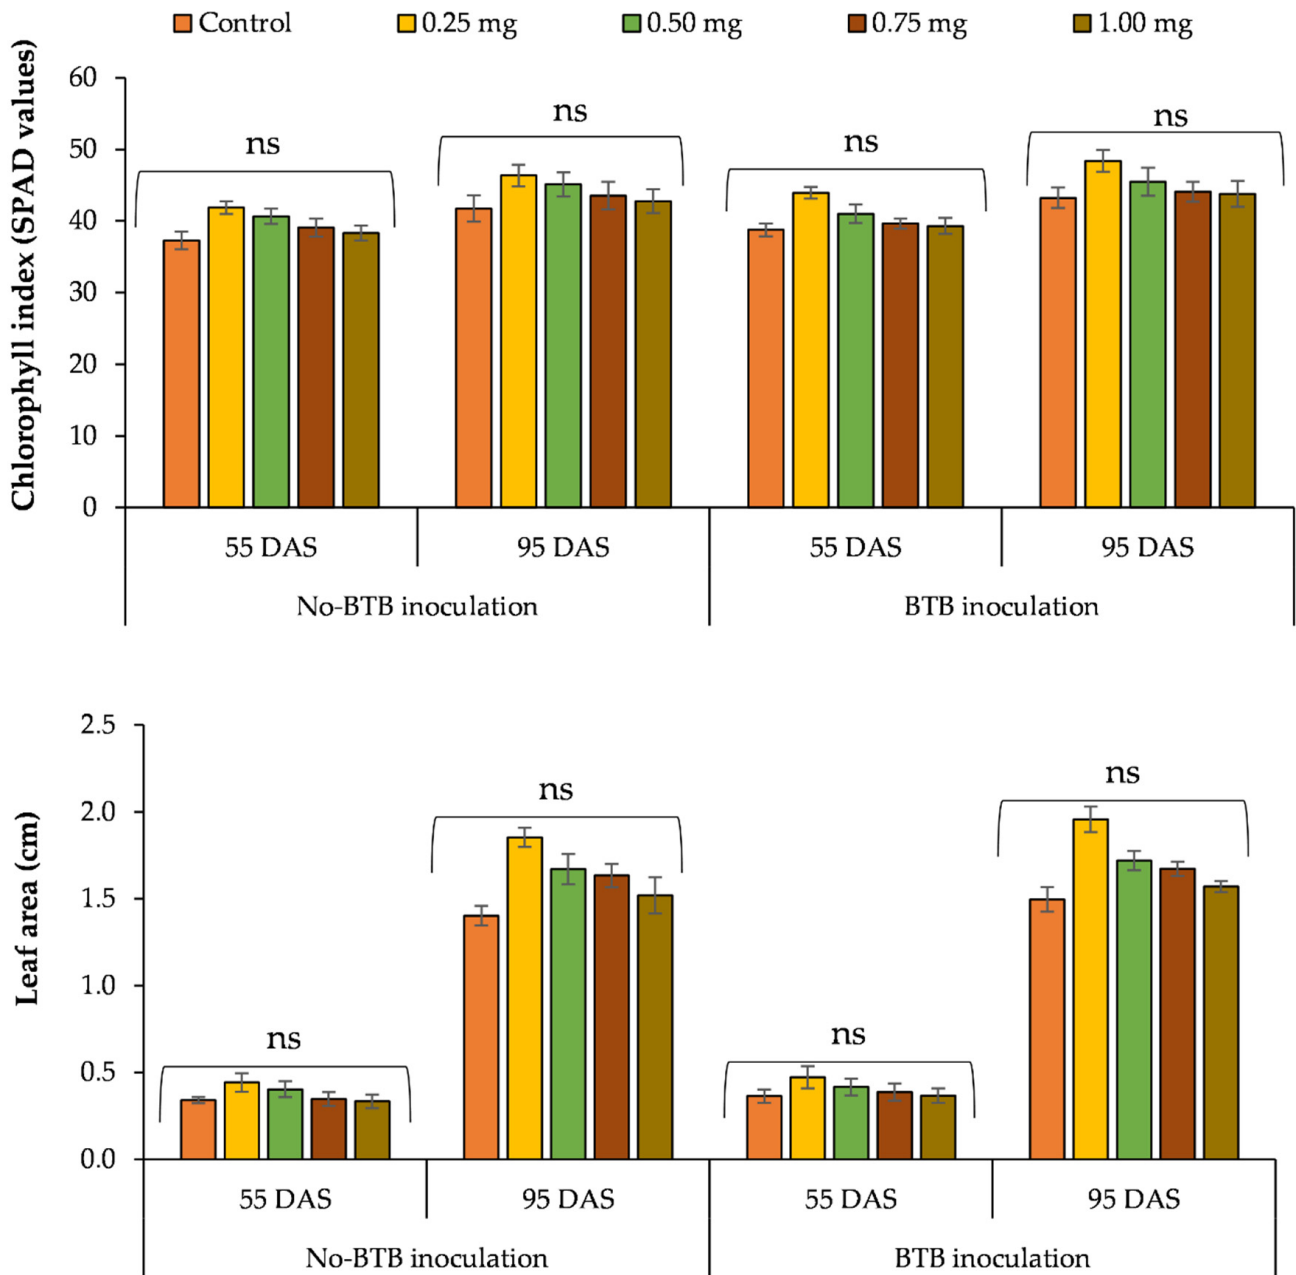 Control 0.25 mg 0.50 mg 0.75 mg 1.00 mg
Chlorophyll index (SPAD values)
60
50
40
30
20
10
0
ns ns ns ns
55 DAS 95 DAS 55 DAS 95 DAS
No-BTB inoculation BTB inoculation
Leaf area (cm)
2.5
2.0
1.5
1.0
0.5
0.0
ns ns ns ns
55 DAS 95 DAS 55 DAS 95 DAS
No-BTB inoculation BTB inoculation